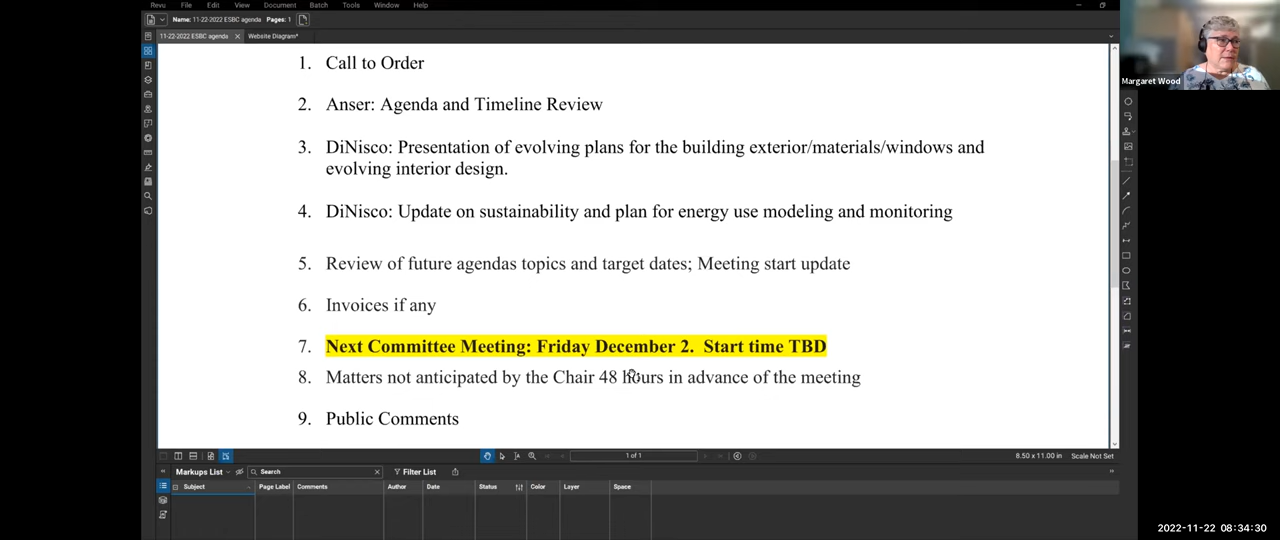 Revu File Edit View Document Batch Tools Window Help
Name: 11-22-2022 ESBC agenda Pages: 1
11-22-2022 ESBC agenda Website Diagram*
Margaret Wood
1. Call to Order
2. Anser: Agenda and Timeline Review
3. DiNisco: Presentation of evolving plans for the building exterior/materials/windows and
evolving interior design.
4. DiNisco: Update on sustainability and plan for energy use modeling and monitoring
5. Review of future agendas topics and target dates; Meeting start update
6. Invoices if any
7. Next Committee Meeting: Friday December 2. Start time TBD
8. Matters not anticipated by the Chair 48 hours in advance of the meeting
9. Public Comments
1 of 1
8.50 x 11.00 in Scale Not Set
Markups List Search Filter List
Subject Page Label Comments Author Date Status Color Layer Space
2022-11-22 08:34:30